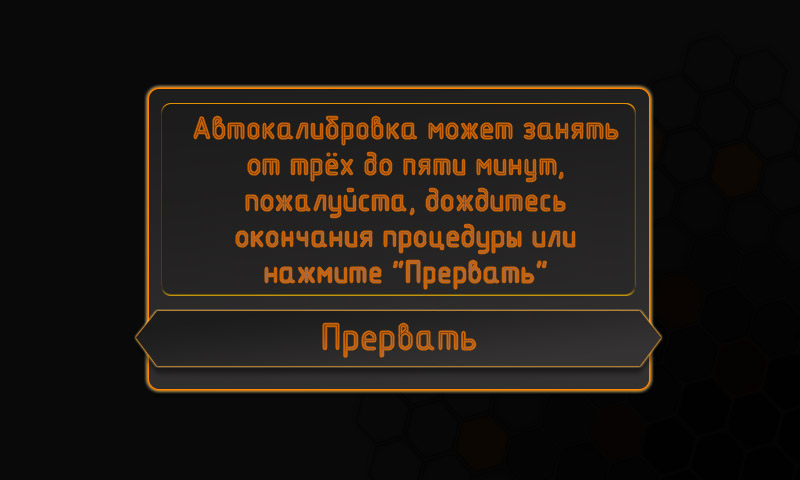 Автокалибровка может занять
от трёх до пяти минут,
пожалуйста, дождитесь
окончания процедуры или
нажмите "Прервать"
Прервать